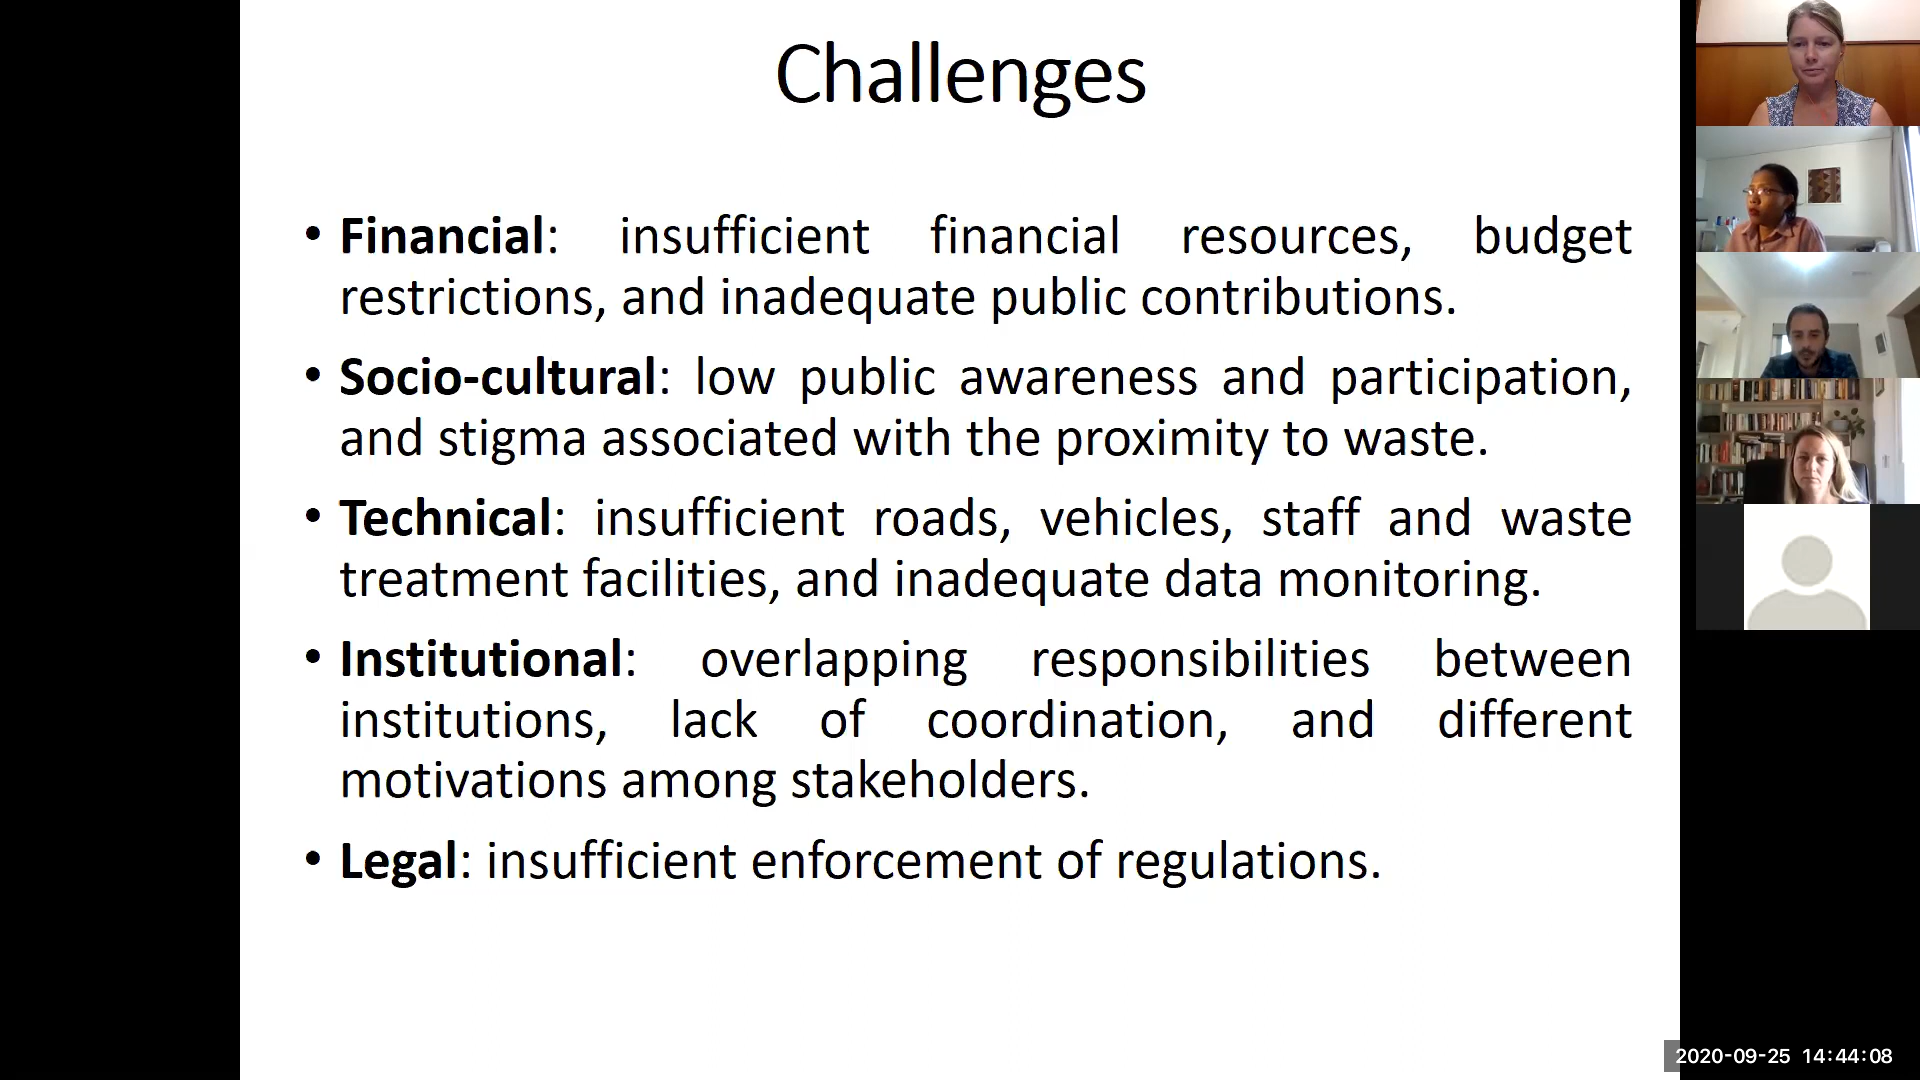 Challenges
• Financial: insufficient financial resources, budget
restrictions, and inadequate public contributions.
• Socio-cultural: low public awareness and participation,
and stigma associated with the proximity to waste.
• Technical: insufficient roads, vehicles, staff and waste
treatment facilities, and inadequate data monitoring.
• Institutional: overlapping responsibilities between
institutions, lack of coordination, and different
motivations among stakeholders.
• Legal: insufficient enforcement of regulations.
2020-09-25 14:44:08